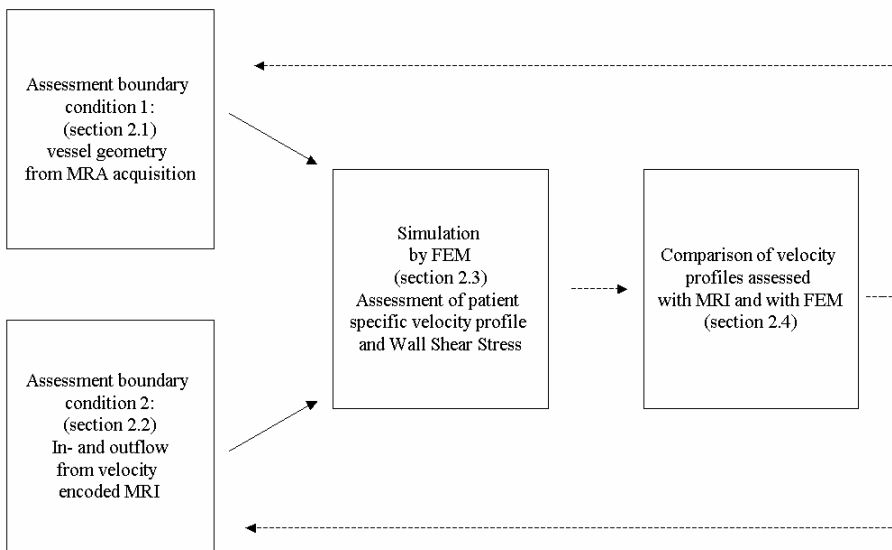 Assessment boundary
condition 1:
(section 2.1)
vessel geometry
from MRA acquisition
Assessment boundary
condition 2:
(section 2.2)
In- and outflow
from velocity
encoded MRI
Simulation
by FEM
(section 2.3)
Assessment of patient
specific velocity profile
and Wall Shear Stress
Comparison of velocity
profiles assessed
with MRI and with FEM
(section 2.4)